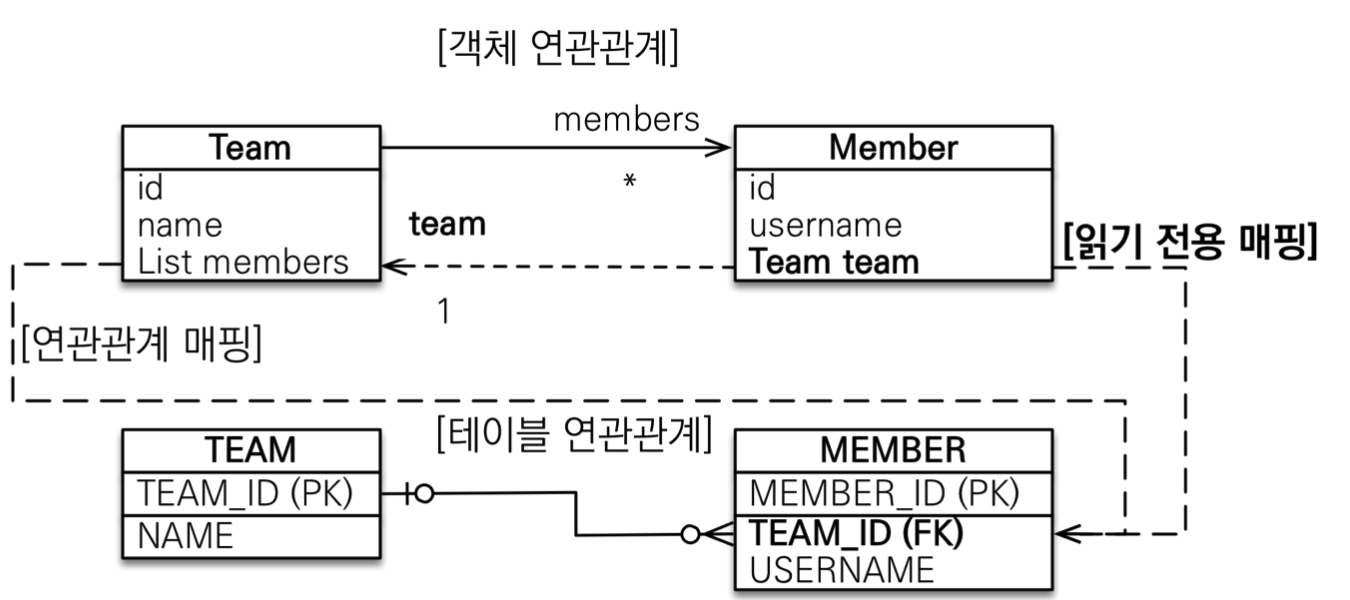 [객체 연관관계]
members
Team
id
name
List members
*
team
1
Member
id
username
Team team
[읽기 전용 매핑]
[연관관계 매핑]
[테이블 연관관계]
TEAM
TEAM_ID (PK)
NAME
MEMBER
MEMBER_ID (PK)
TEAM_ID (FK)
USERNAME